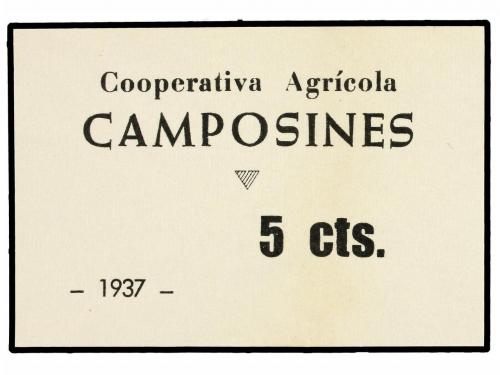 Cooperativa Agrícola
CAMPOSINES
5 cts.
– 1937 –